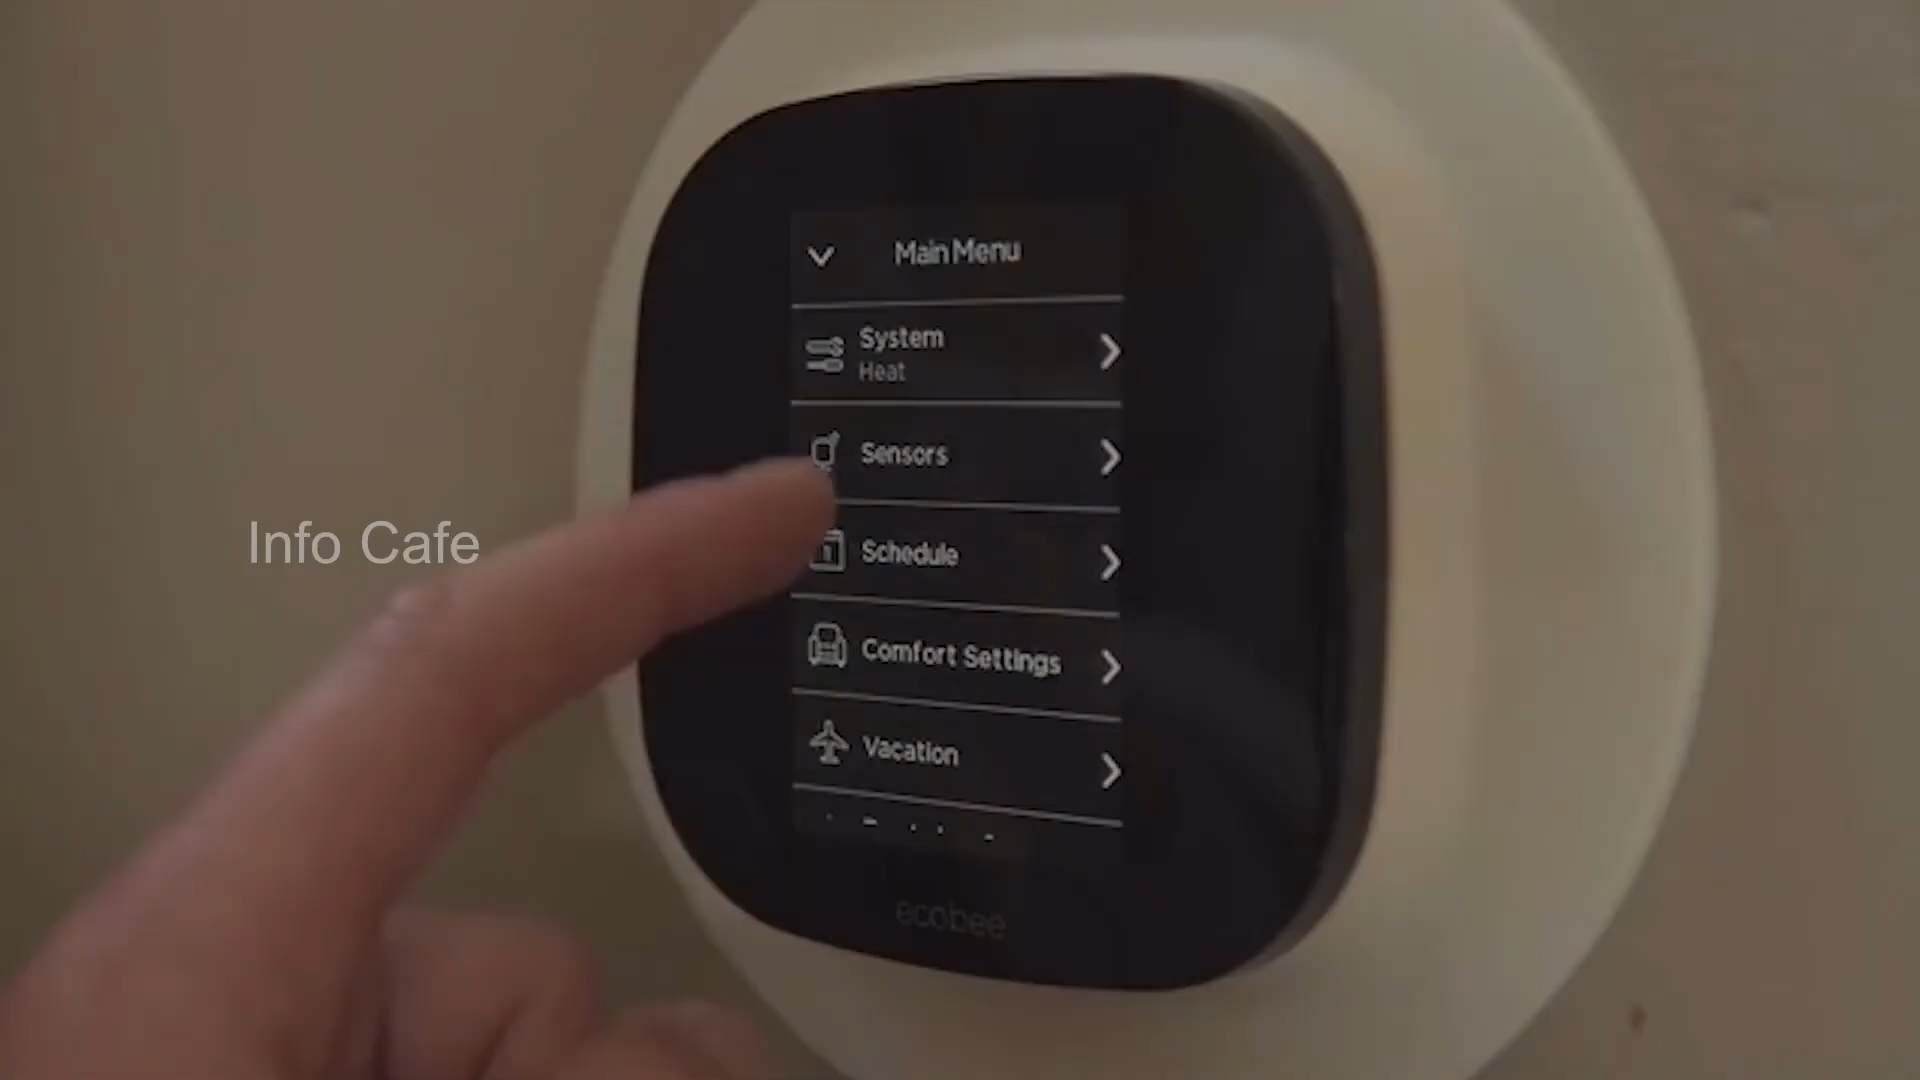 Main Menu
System
Heat
Sensors
Info Cafe
Schedule
Comfort Settings
Vacation
ecobee